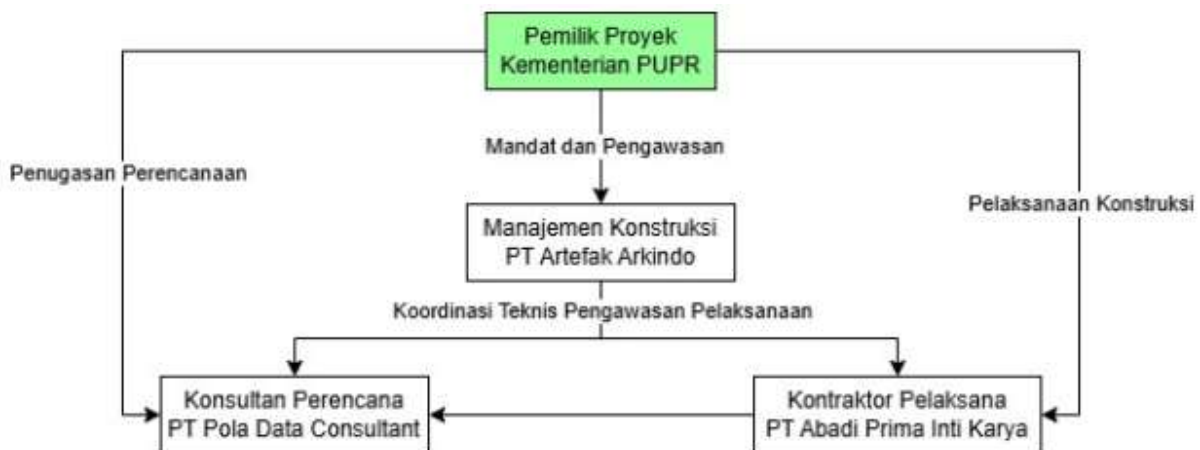 Pemilik Proyek
Kementerian PUPR
Mandat dan Pengawasan
Penugasan Perencanaan
Pelaksanaan Konstruksi
Manajemen Konstruksi
PT Artefak Arkindo
Koordinasi Teknis Pengawasan Pelaksanaan
Konsultan Perencana
PT Pola Data Consultant
Kontraktor Pelaksana
PT Abadi Prima Inti Karya